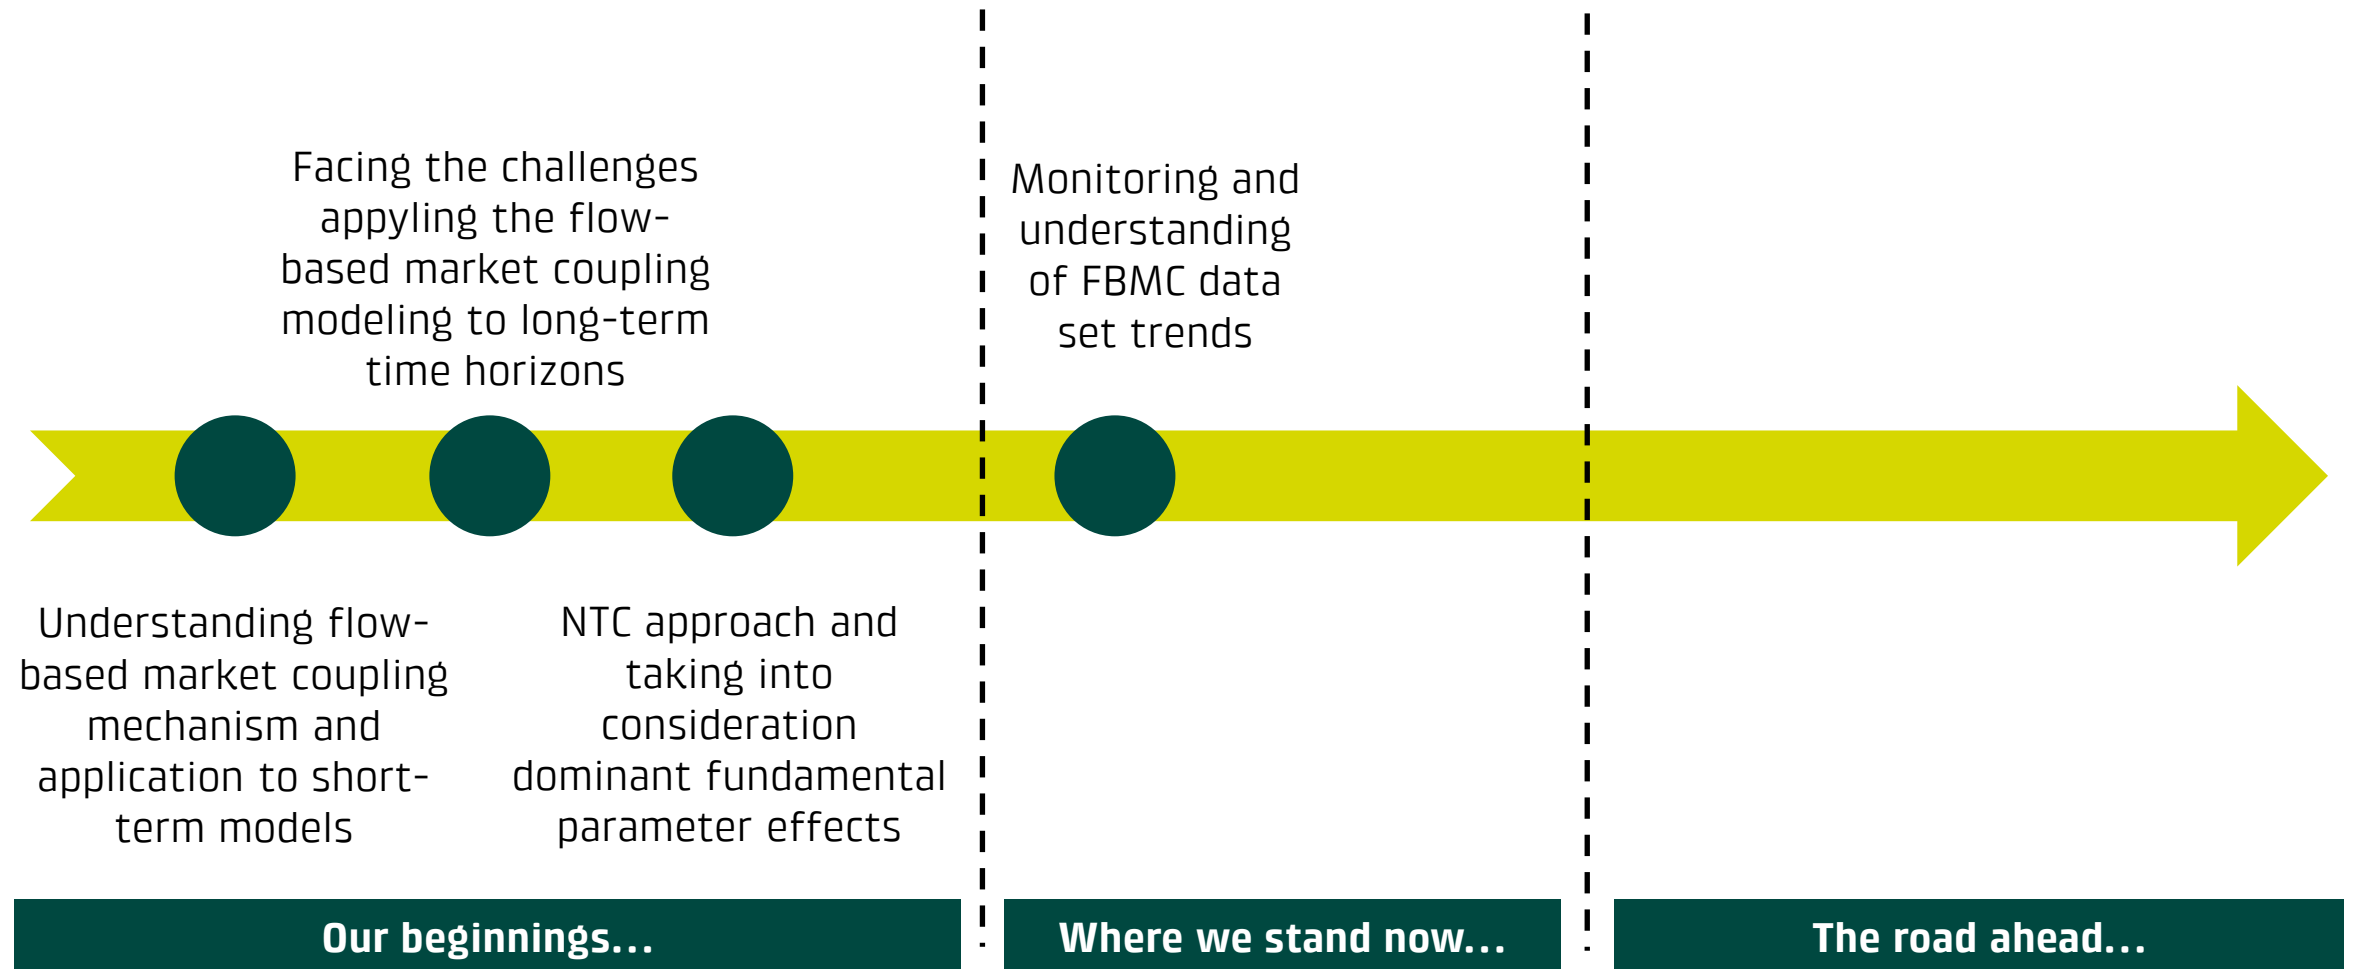 Facing the challenges
appyling the flow-
based market coupling
modeling to long-term
time horizons
Monitoring and
understanding
of FBMC data
set trends
Understanding flow-
based market coupling
mechanism and
application to short-
term models
NTC approach and
taking into
consideration
dominant fundamental
parameter effects
Our beginnings...
Where we stand now...
The road ahead...